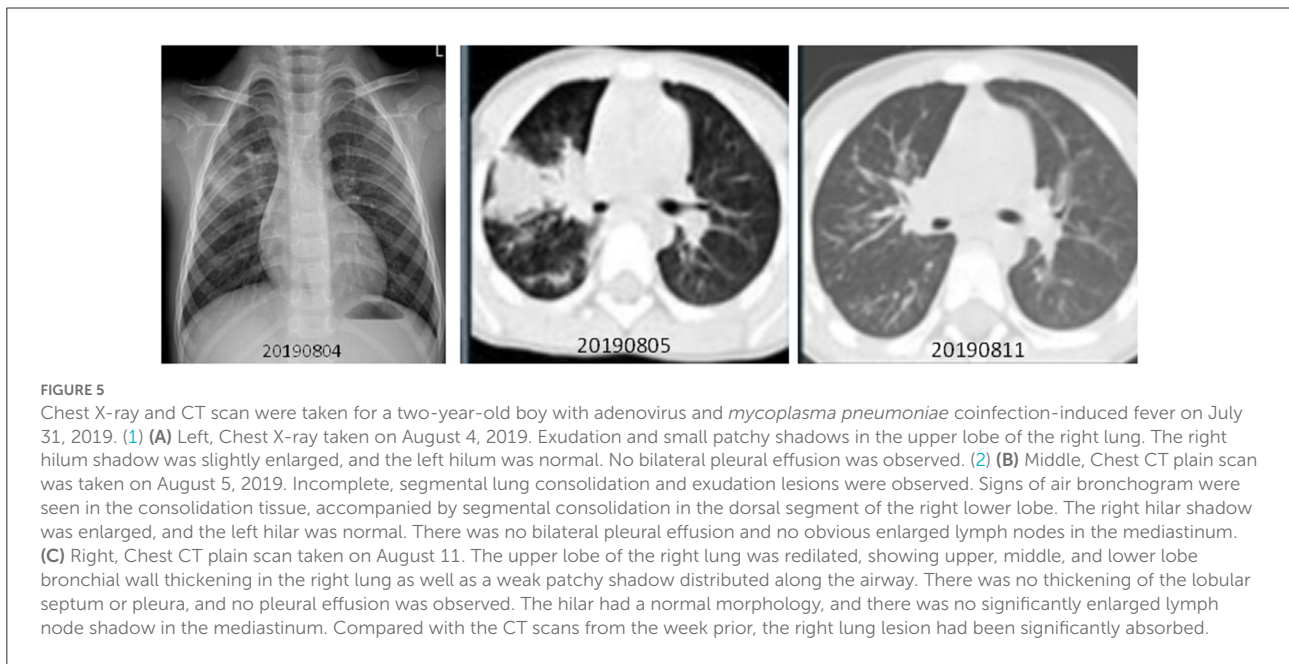 L
20190804
20190805
20190811
FIGURE 5
Chest X-ray and CT scan were taken for a two-year-old boy with adenovirus and mycoplasma pneumoniae coinfection-induced fever on July
31, 2019. (1) (A) Left, Chest X-ray taken on August 4, 2019. Exudation and small patchy shadows in the upper lobe of the right lung. The right
hilum shadow was slightly enlarged, and the left hilum was normal. No bilateral pleural effusion was observed. (2) (B) Middle, Chest CT plain scan
was taken on August 5, 2019. Incomplete, segmental lung consolidation and exudation lesions were observed. Signs of air bronchogram were
seen in the consolidation tissue, accompanied by segmental consolidation in the dorsal segment of the right lower lobe. The right hilar shadow
was enlarged, and the left hilar was normal. There was no bilateral pleural effusion and no obvious enlarged lymph nodes in the mediastinum.
(C) Right, Chest CT plain scan taken on August 11. The upper lobe of the right lung was redilated, showing upper, middle, and lower lobe
bronchial wall thickening in the right lung as well as a weak patchy shadow distributed along the airway. There was no thickening of the lobular
septum or pleura, and no pleural effusion was observed. The hilar had a normal morphology, and there was no significantly enlarged lymph
node shadow in the mediastinum. Compared with the CT scans from the week prior, the right lung lesion had been significantly absorbed.